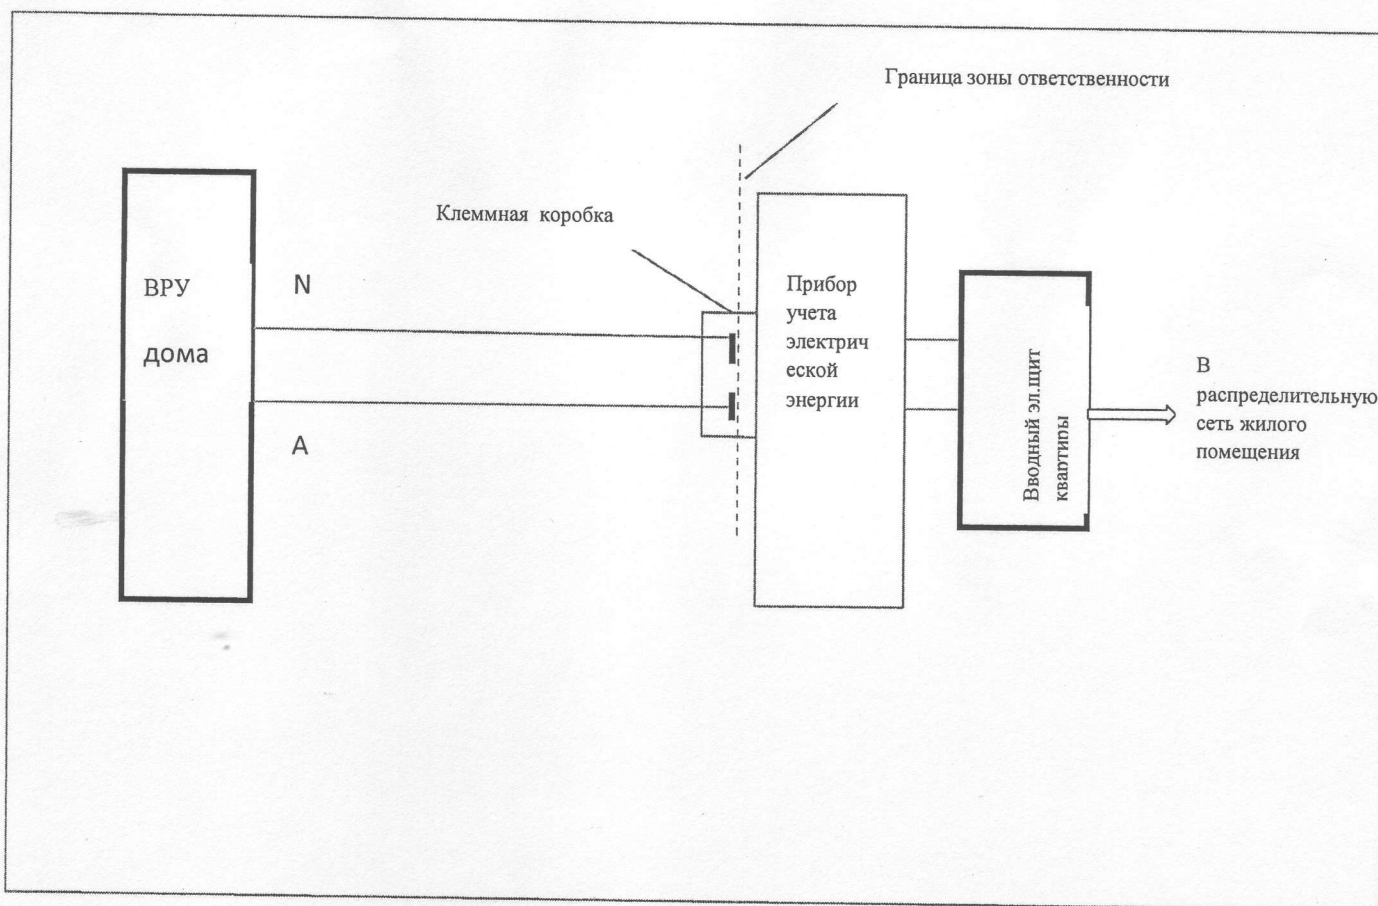 Граница зоны ответственности
Клеммная коробка
ВРУ
дома
N
A
Прибор
учета
электрич
еской
энергии
Вводный эл.щит
квартиры
В
распределительную
сеть жилого
помещения